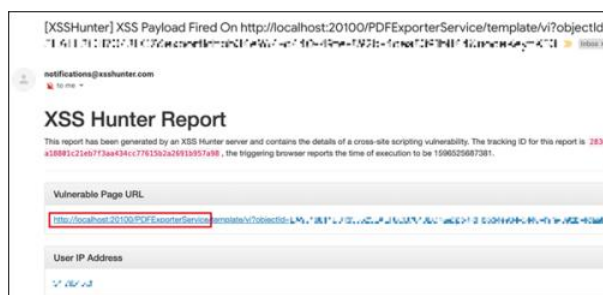 [XSSHunter] XSS Payload Fired On http://localhost:20100/PDFExporterService/template/vi?objectId
Inbox
notifications@xsshunter.com
to me
XSS Hunter Report
This report has been generated by an XSS Hunter server and contains the details of a cross-site scripting vulnerability. The tracking ID for this report is 283
a18801c21eb7f3aa434cc77615b2a2691b957a98 , the triggering browser reports the time of execution to be 1596525687381.
Vulnerable Page URL
http://localhost:20100/PDFExporterService/template/vi?objectId=
User IP Address